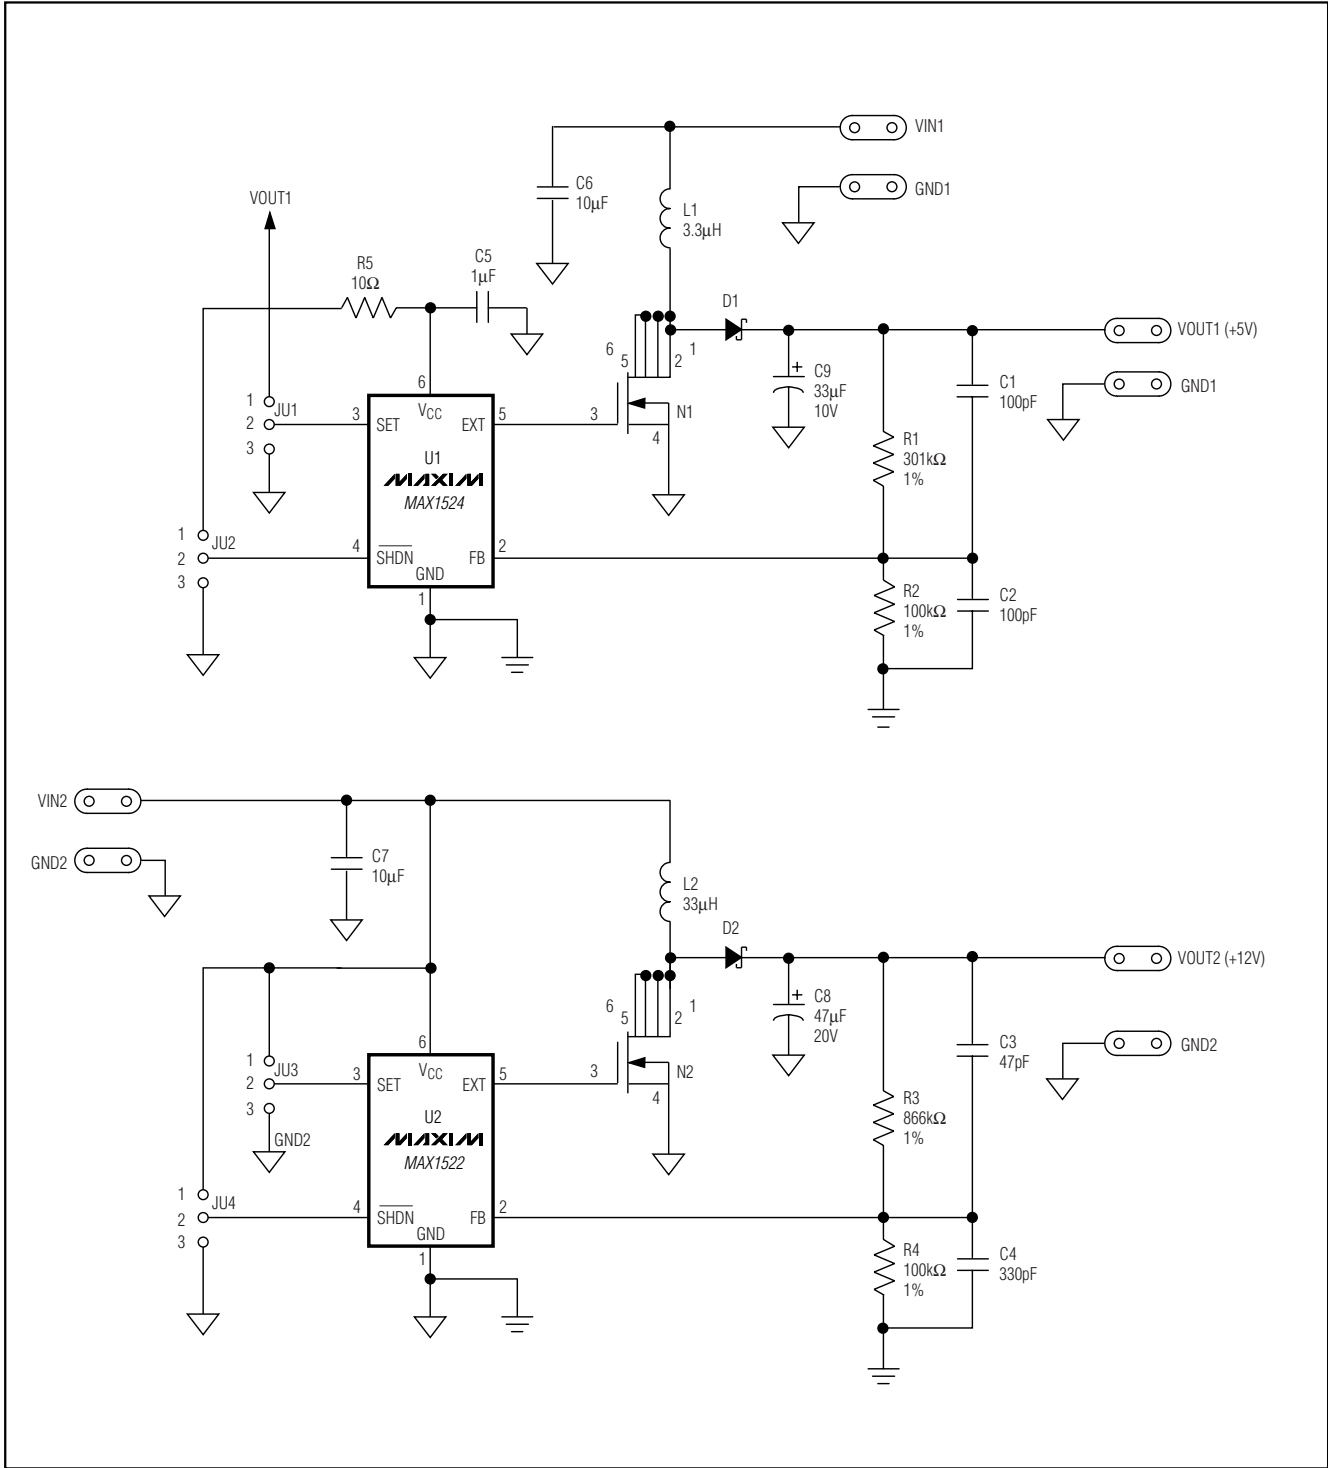 VIN1
C6
10µF
GND1
VOUT1
L1
3.3µH
C5
1µF
R5
10Ω
D1
VOUT1 (+5V)
6
5
2
1
C9
33µF
10V
+
C1
100pF
GND1
6
VCC
1
JU1
2
3
3
SET
EXT
5
3
N1
4
U1
MAXIM
MAX1524
R1
301kΩ
1%
1
JU2
2
3
4
SHDN
FB
2
GND
1
R2
100kΩ
1%
C2
100pF
VIN2
GND2
C7
10µF
L2
33µH
D2
VOUT2 (+12V)
6
5
2
1
+
C8
47µF
20V
C3
47pF
GND2
6
VCC
1
JU3
2
3
GND2
3
SET
EXT
5
3
N2
4
U2
MAXIM
MAX1522
R3
866kΩ
1%
1
JU4
2
3
4
SHDN
FB
2
GND
1
R4
100kΩ
1%
C4
330pF